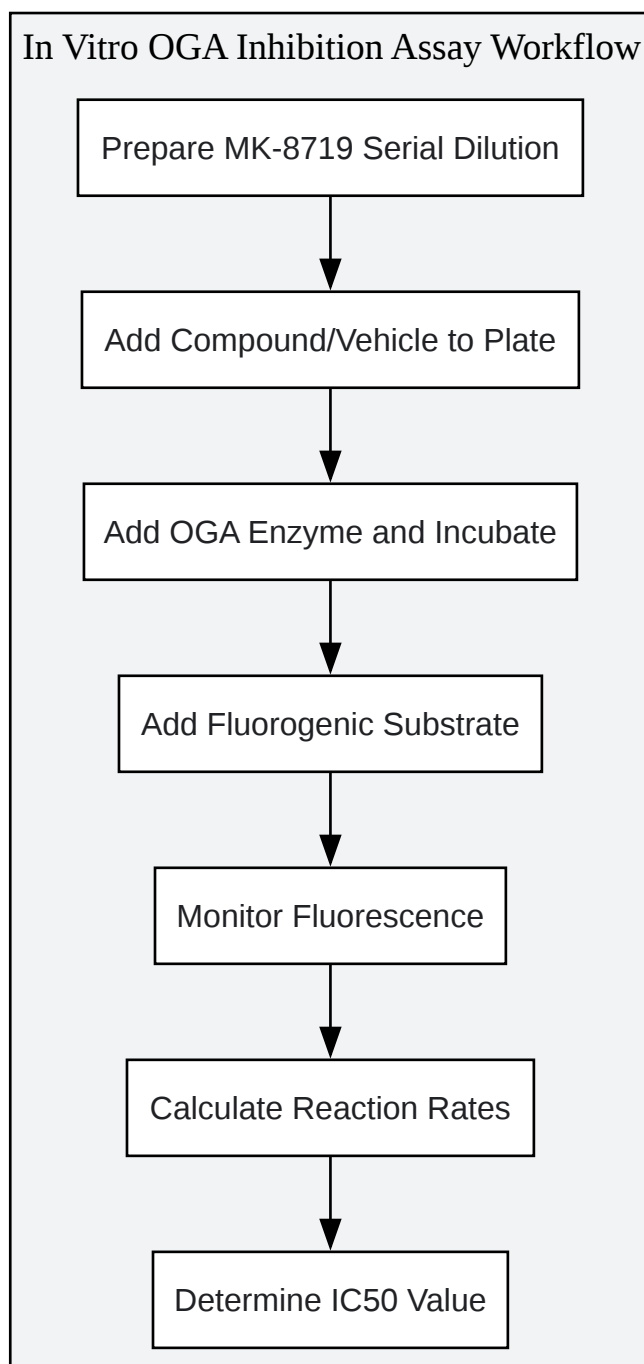 In Vitro OGA Inhibition Assay Workflow
Prepare MK-8719 Serial Dilution
Add Compound/Vehicle to Plate
Add OGA Enzyme and Incubate
Add Fluorogenic Substrate
Monitor Fluorescence
Calculate Reaction Rates
Determine IC50 Value